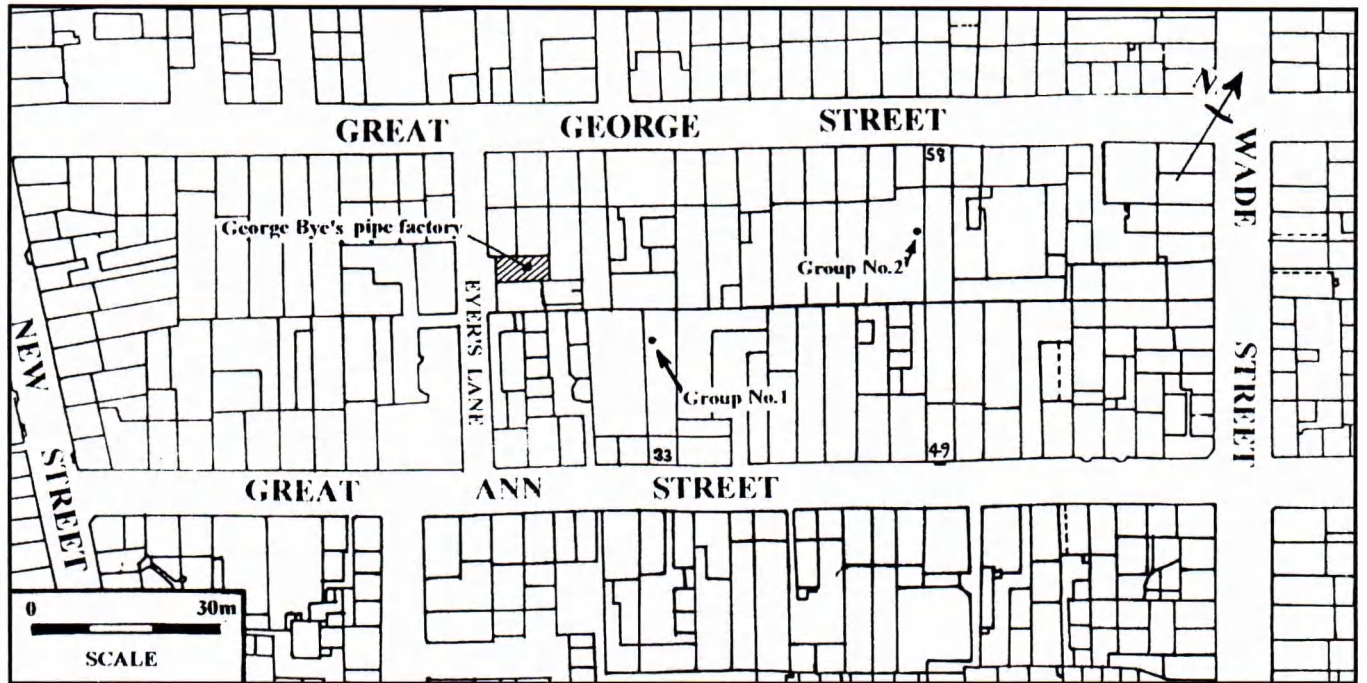 GREAT GEORGE STREET
N.
WADE STREET
58
George Bye's pipe factory
Group No.2
EYER'S LANE
NEW STREET
Group No.1
33
49
GREAT ANN STREET
0 30m
SCALE